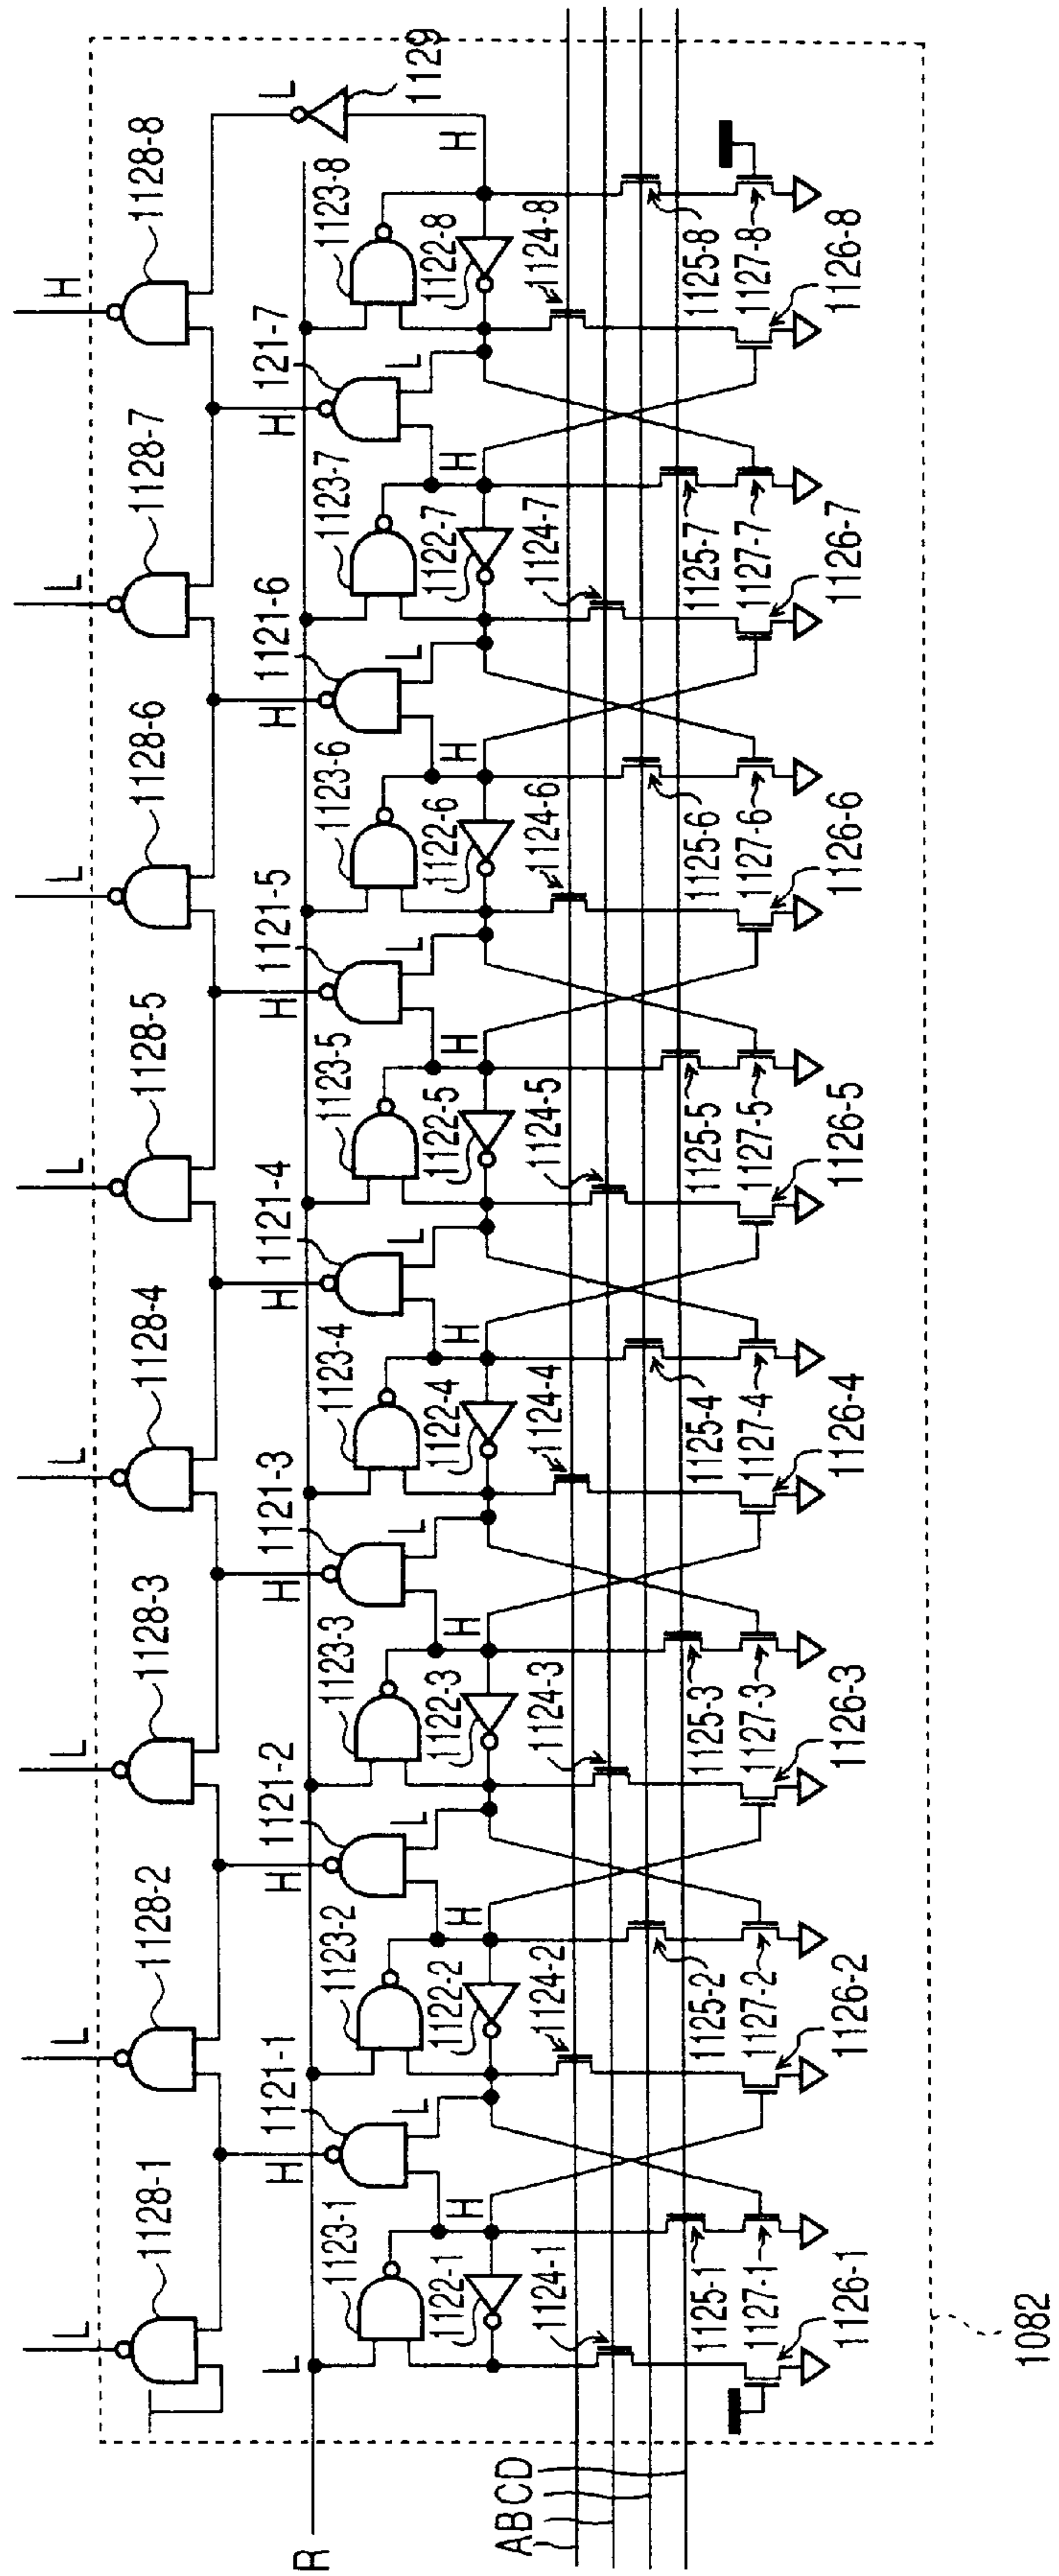 L L L L L L L H
1128-1 1128-2 1128-3 1128-4 1128-5 1128-6 1128-7 1128-8
L
1129
H H H H H H H
1121-1 1121-2 1121-3 1121-4 1121-5 1121-6 121-7
R
L
1123-1 1123-2 1123-3 1123-4 1123-5 1123-6 1123-7 1123-8
L L L L L L L
H H H H H H H H
1122-1 1122-2 1122-3 1122-4 1122-5 1122-6 1122-7 1122-8
1124-1 1124-2 1124-3 1124-4 1124-5 1124-6 1124-7 1124-8
A
B
C
D
1125-1 1125-2 1125-3 1125-4 1125-5 1125-6 1125-7 1125-8
1127-1 1127-2 1127-3 1127-4 1127-5 1127-6 1127-7 1127-8
1126-1 1126-2 1126-3 1126-4 1126-5 1126-6 1126-7 1126-8
1082